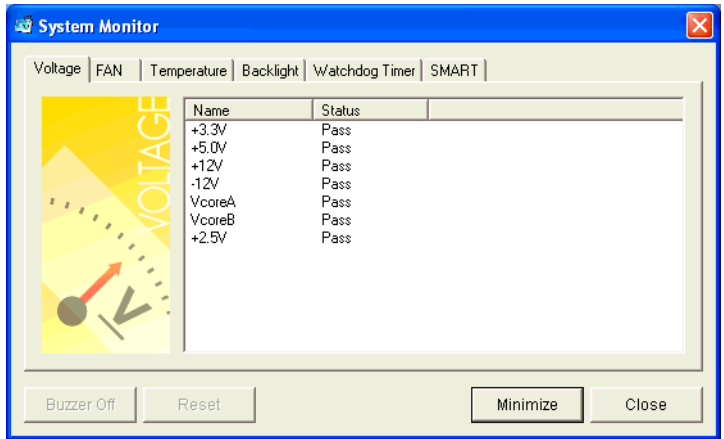 System Monitor
Voltage FAN Temperature Backlight Watchdog Timer SMART
VOLTAGE
Name Status
+3.3V Pass
+5.0V Pass
+12V Pass
-12V Pass
VcoreA Pass
VcoreB Pass
+2.5V Pass
V
Buzzer Off Reset Minimize Close